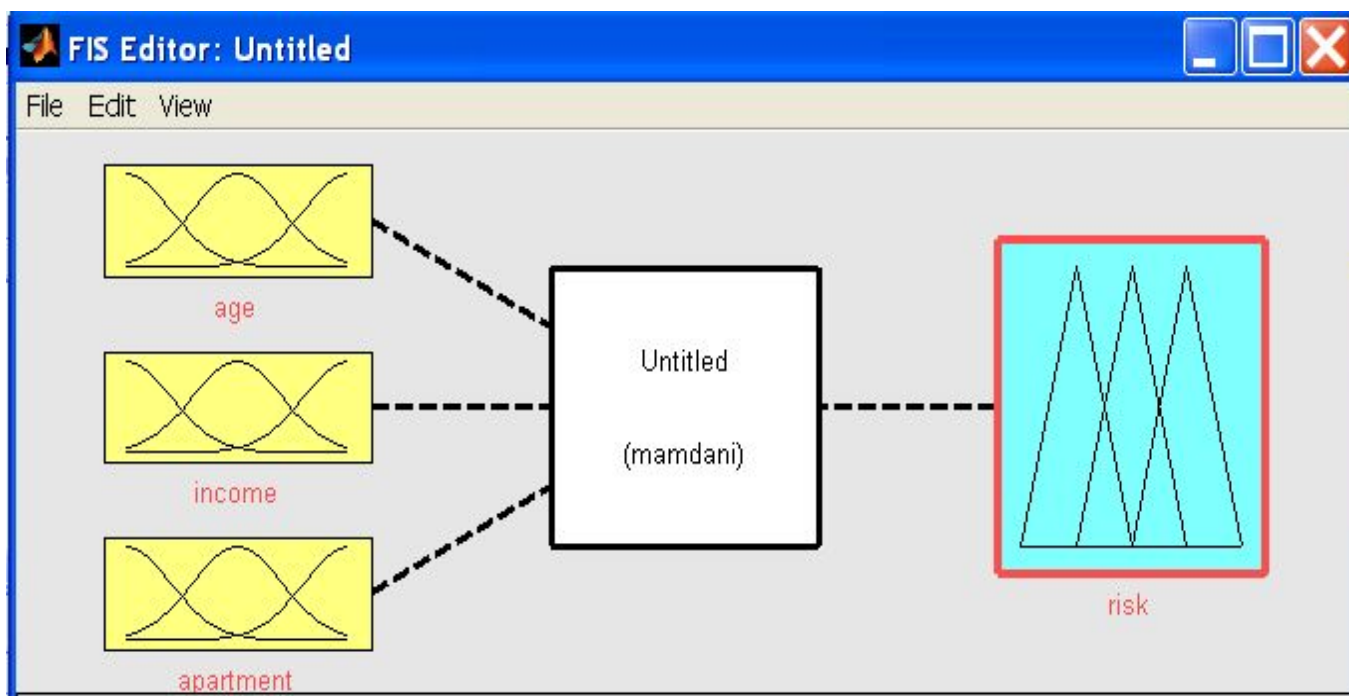 FIS Editor: Untitled
File Edit View
age
income
apartment
Untitled
(mamdani)
risk